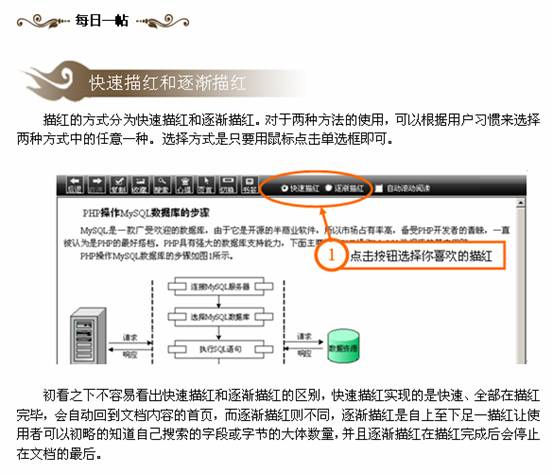 每日一帖
快速描红和逐渐描红
描红的方式分为快速描红和逐渐描红。对于两种方法的使用，可以根据用户习惯来选择
两种方式中的任意一种。选择方式是只要用鼠标点击单选框即可。
后退 前进 复制 收藏 搜索 心得 页宽 切换 书签 快速描红 逐渐描红 自动滚动阅读
PHP操作MySQL数据库的步骤
MySQL是一款广受欢迎的数据库，由于它是开源的半商业软件，所以市场占有率高，备受PHP开发者的青睐，一直
被认为是PHP的最好搭档。PHP具有强大的数据库支持能力，下面主要
PHP操作MySQL数据库的步骤如图1所示。
1 点击按钮选择你喜欢的描红
连接MySQL服务器
选择MySQL数据库
请求
请求
执行SQL语句
数据终端
响应
响应
初看之下不容易看出快速描红和逐渐描红的区别，快速描红实现的是快速、全部在描红
完毕，会自动回到文档内容的首页，而逐渐描红则不同，逐渐描红是自上至下足一描红让使
用者可以初略的知道自己搜索的字段或字节的大体数量，并且逐渐描红在描红完成后会停止
在文档的最后。